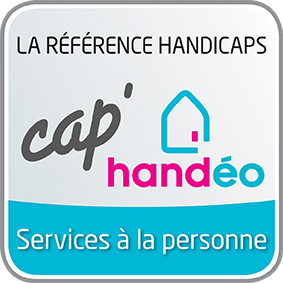 LA RÉFÉRENCE HANDICAPS
cap'
handéo
Services à la personne